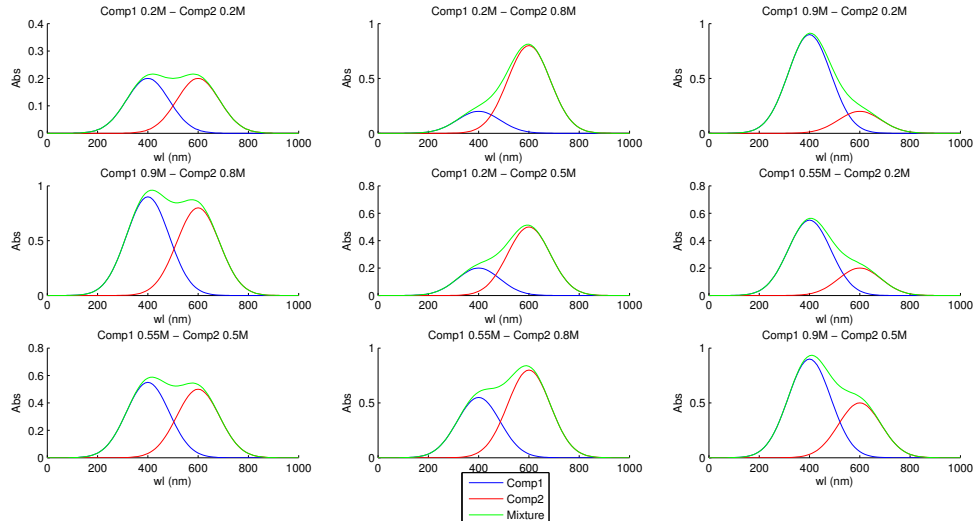 Comp1 0.2M − Comp2 0.2M
0.4
0.3
0.2
0.1
0
Abs
0 200 400 600 800 1000
wl (nm)
Comp1 0.2M − Comp2 0.8M
1
0.5
0
Abs
0 200 400 600 800 1000
wl (nm)
Comp1 0.9M − Comp2 0.2M
1
0.5
0
Abs
0 200 400 600 800 1000
wl (nm)
Comp1 0.9M − Comp2 0.8M
1
0.5
0
Abs
0 200 400 600 800 1000
wl (nm)
Comp1 0.2M − Comp2 0.5M
0.8
0.6
0.4
0.2
0
Abs
0 200 400 600 800 1000
wl (nm)
Comp1 0.55M − Comp2 0.2M
0.8
0.6
0.4
0.2
0
Abs
0 200 400 600 800 1000
wl (nm)
Comp1 0.55M − Comp2 0.5M
0.8
0.6
0.4
0.2
0
Abs
0 200 400 600 800 1000
wl (nm)
Comp1 0.55M − Comp2 0.8M
1
0.5
0
Abs
0 200 400 600 800 1000
wl (nm)
Comp1 0.9M − Comp2 0.5M
1
0.5
0
Abs
0 200 400 600 800 1000
wl (nm)
Comp1
Comp2
Mixture